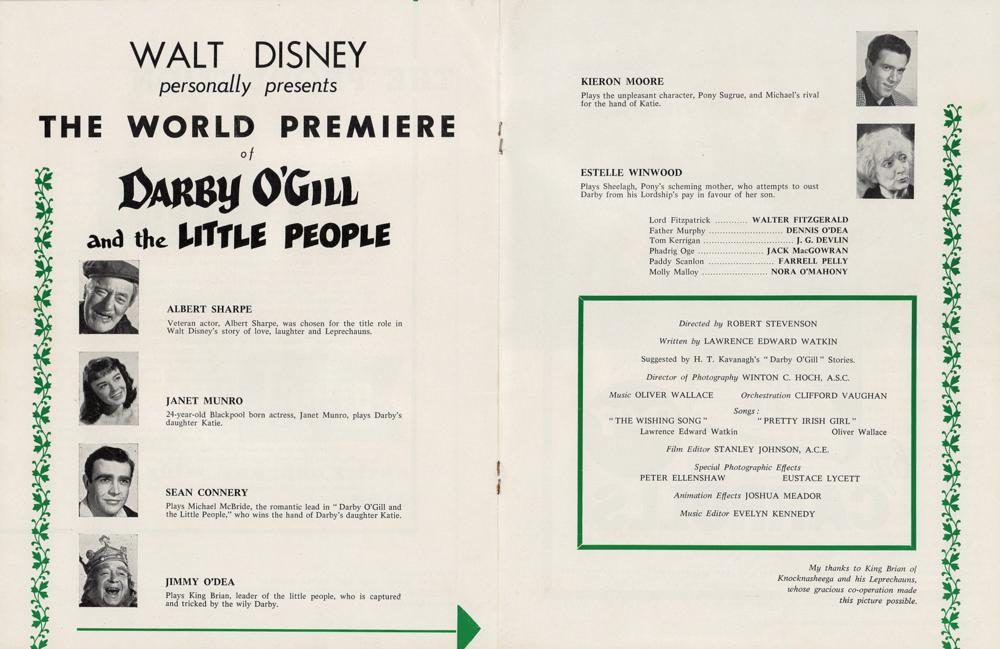 WALT DISNEY
personally presents
THE WORLD PREMIERE
of
DARBY O'GILL
and the LITTLE PEOPLE
ALBERT SHARPE
Veteran actor, Albert Sharpe, was chosen for the title role in
Walt Disney's story of love, laughter and Leprechauns.
JANET MUNRO
24-year-old Blackpool born actress, Janet Munro, plays Darby's
daughter Katie.
SEAN CONNERY
Plays Michael McBride, the romantic lead in "Darby O'Gill and
the Little People," who wins the hand of Darby's daughter Katie.
JIMMY O'DEA
Plays King Brian, leader of the little people, who is captured
and tricked by the wily Darby.
KIERON MOORE
Plays the unpleasant character, Pony Sugrue, and Michael's rival
for the hand of Katie.
ESTELLE WINWOOD
Plays Sheelagh, Pony's scheming mother, who attempts to oust
Darby from his Lordship's pay in favour of her son.
Lord Fitzpatrick ............ WALTER FITZGERALD
Father Murphy ........................... DENNIS O'DEA
Tom Kerrigan ................................. J. G. DEVLIN
Phadrig Oge ........................ JACK MacGOWRAN
Paddy Scanlon ......................... FARRELL PELLY
Molly Malloy ........................ NORA O'MAHONY
Directed by ROBERT STEVENSON
Written by LAWRENCE EDWARD WATKIN
Suggested by H. T. Kavanagh's "Darby O'Gill" Stories.
Director of Photography WINTON C. HOCH, A.S.C.
Music OLIVER WALLACE Orchestration CLIFFORD VAUGHAN
Songs:
"THE WISHING SONG" "PRETTY IRISH GIRL"
Lawrence Edward Watkin Oliver Wallace
Film Editor STANLEY JOHNSON, A.C.E.
Special Photographic Effects
PETER ELLENSHAW EUSTACE LYCETT
Animation Effects JOSHUA MEADOR
Music Editor EVELYN KENNEDY
My thanks to King Brian of
Knocknasheega and his Leprechauns,
whose gracious co-operation made
this picture possible.